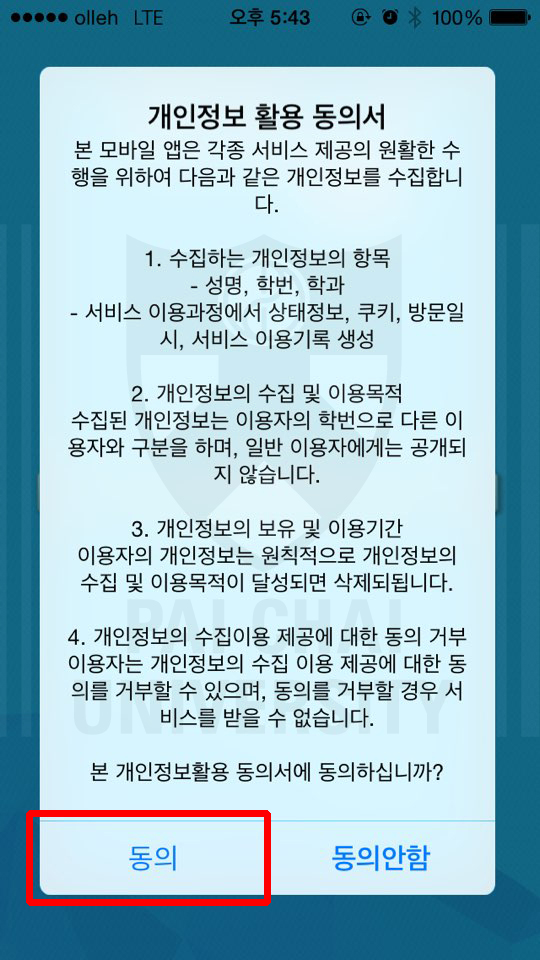 olleh LTE 오후 5:43 100%
개인정보 활용 동의서
본 모바일 앱은 각종 서비스 제공의 원활한 수
행을 위하여 다음과 같은 개인정보를 수집합니
다.
1. 수집하는 개인정보의 항목
- 성명, 학번, 학과
- 서비스 이용과정에서 상태정보, 쿠키, 방문일
시, 서비스 이용기록 생성
2. 개인정보의 수집 및 이용목적
수집된 개인정보는 이용자의 학번으로 다른 이
용자와 구분을 하며, 일반 이용자에게는 공개되
지 않습니다.
3. 개인정보의 보유 및 이용기간
이용자의 개인정보는 원칙적으로 개인정보의
수집 및 이용목적이 달성되면 삭제되됩니다.
PAI CHAI
4. 개인정보의 수집이용 제공에 대한 동의 거부
이용자는 개인정보의 수집 이용 제공에 대한 동
의를 거부할 수 있으며, 동의를 거부할 경우 서
비스를 받을 수 없습니다.
UNIVERSITY
본 개인정보활용 동의서에 동의하십니까?
동의 동의안함